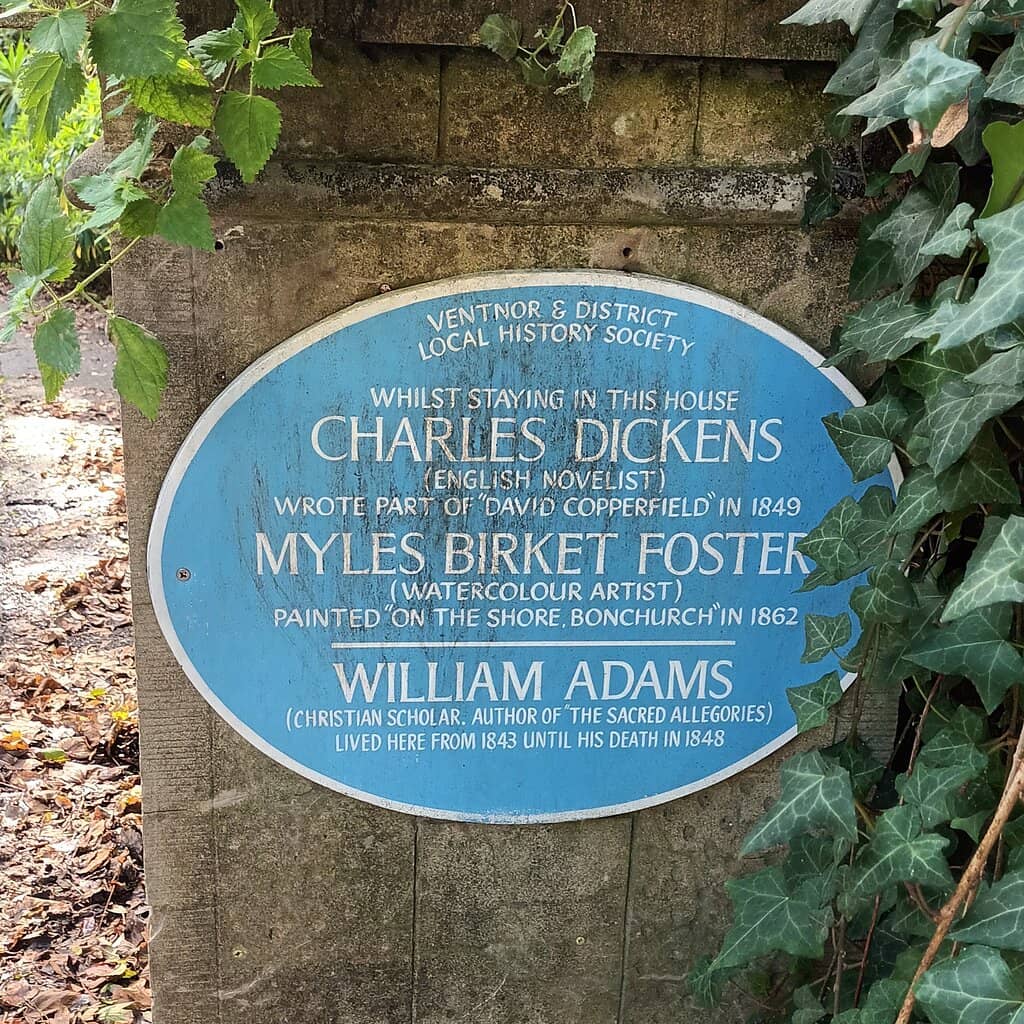 VENTNOR & DISTRICT
LOCAL HISTORY SOCIETY
WHILST STAYING IN THIS HOUSE
CHARLES DICKENS
(ENGLISH NOVELIST)
WROTE PART OF "DAVID COPPERFIELD" IN 1849
MYLES BIRKET FOSTER
(WATERCOLOUR ARTIST)
PAINTED "ON THE SHORE, BONCHURCH" IN 1862
WILLIAM ADAMS
(CHRISTIAN SCHOLAR. AUTHOR OF "THE SACRED ALLEGORIES)
LIVED HERE FROM 1843 UNTIL HIS DEATH IN 1848